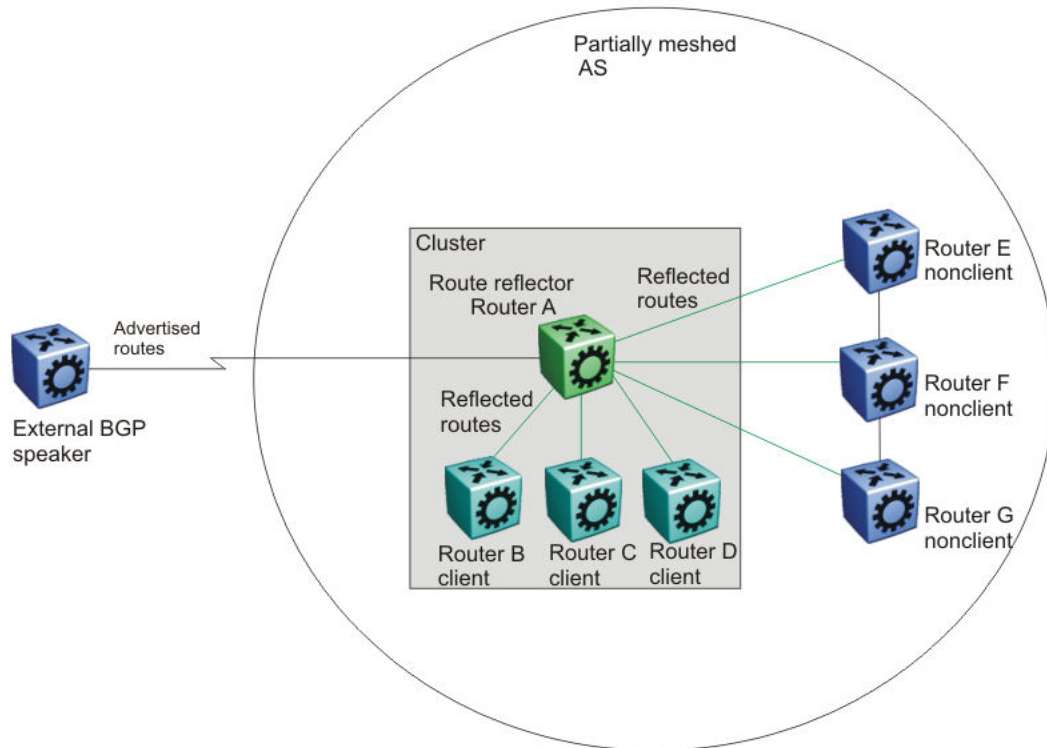 Partially meshed
AS
Cluster
Route reflector
Router A
Reflected
routes
Advertised
routes
External BGP
speaker
Reflected
routes
Router B
client
Router C
client
Router D
client
Router E
nonclient
Router F
nonclient
Router G
nonclient